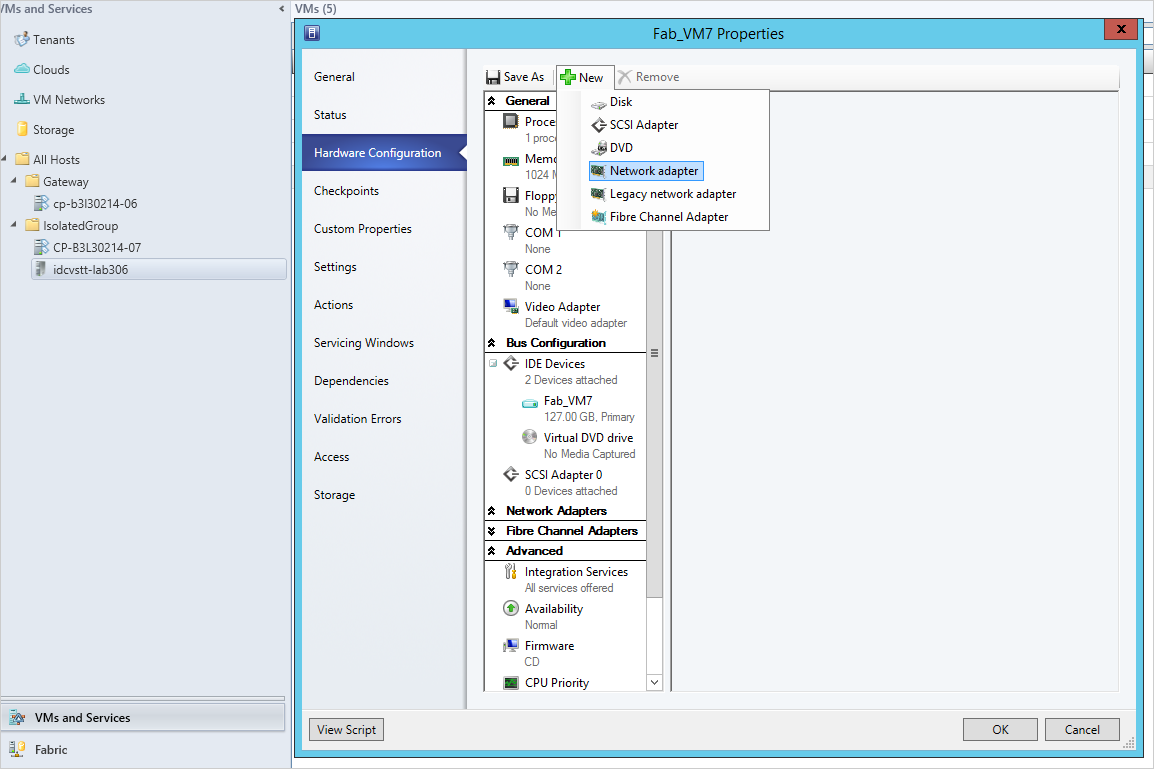 VMs and Services
Tenants
Clouds
VM Networks
Storage
All Hosts
Gateway
cp-b3l30214-06
IsolatedGroup
CP-B3L30214-07
idcvstt-lab306
VMs and Services
Fabric
VMs (5)
Fab_VM7 Properties
General
Status
Hardware Configuration
Checkpoints
Custom Properties
Settings
Actions
Servicing Windows
Dependencies
Validation Errors
Access
Storage
Save As
New
Remove
Disk
SCSI Adapter
DVD
Network adapter
Legacy network adapter
Fibre Channel Adapter
General
Proce
1 proc
Memo
1024 M
Floppy
No Me
COM 1
None
COM 2
None
Video Adapter
Default video adapter
Bus Configuration
IDE Devices
2 Devices attached
Fab_VM7
127.00 GB, Primary
Virtual DVD drive
No Media Captured
SCSI Adapter 0
0 Devices attached
Network Adapters
Fibre Channel Adapters
Advanced
Integration Services
All services offered
Availability
Normal
Firmware
CD
CPU Priority
View Script
OK
Cancel